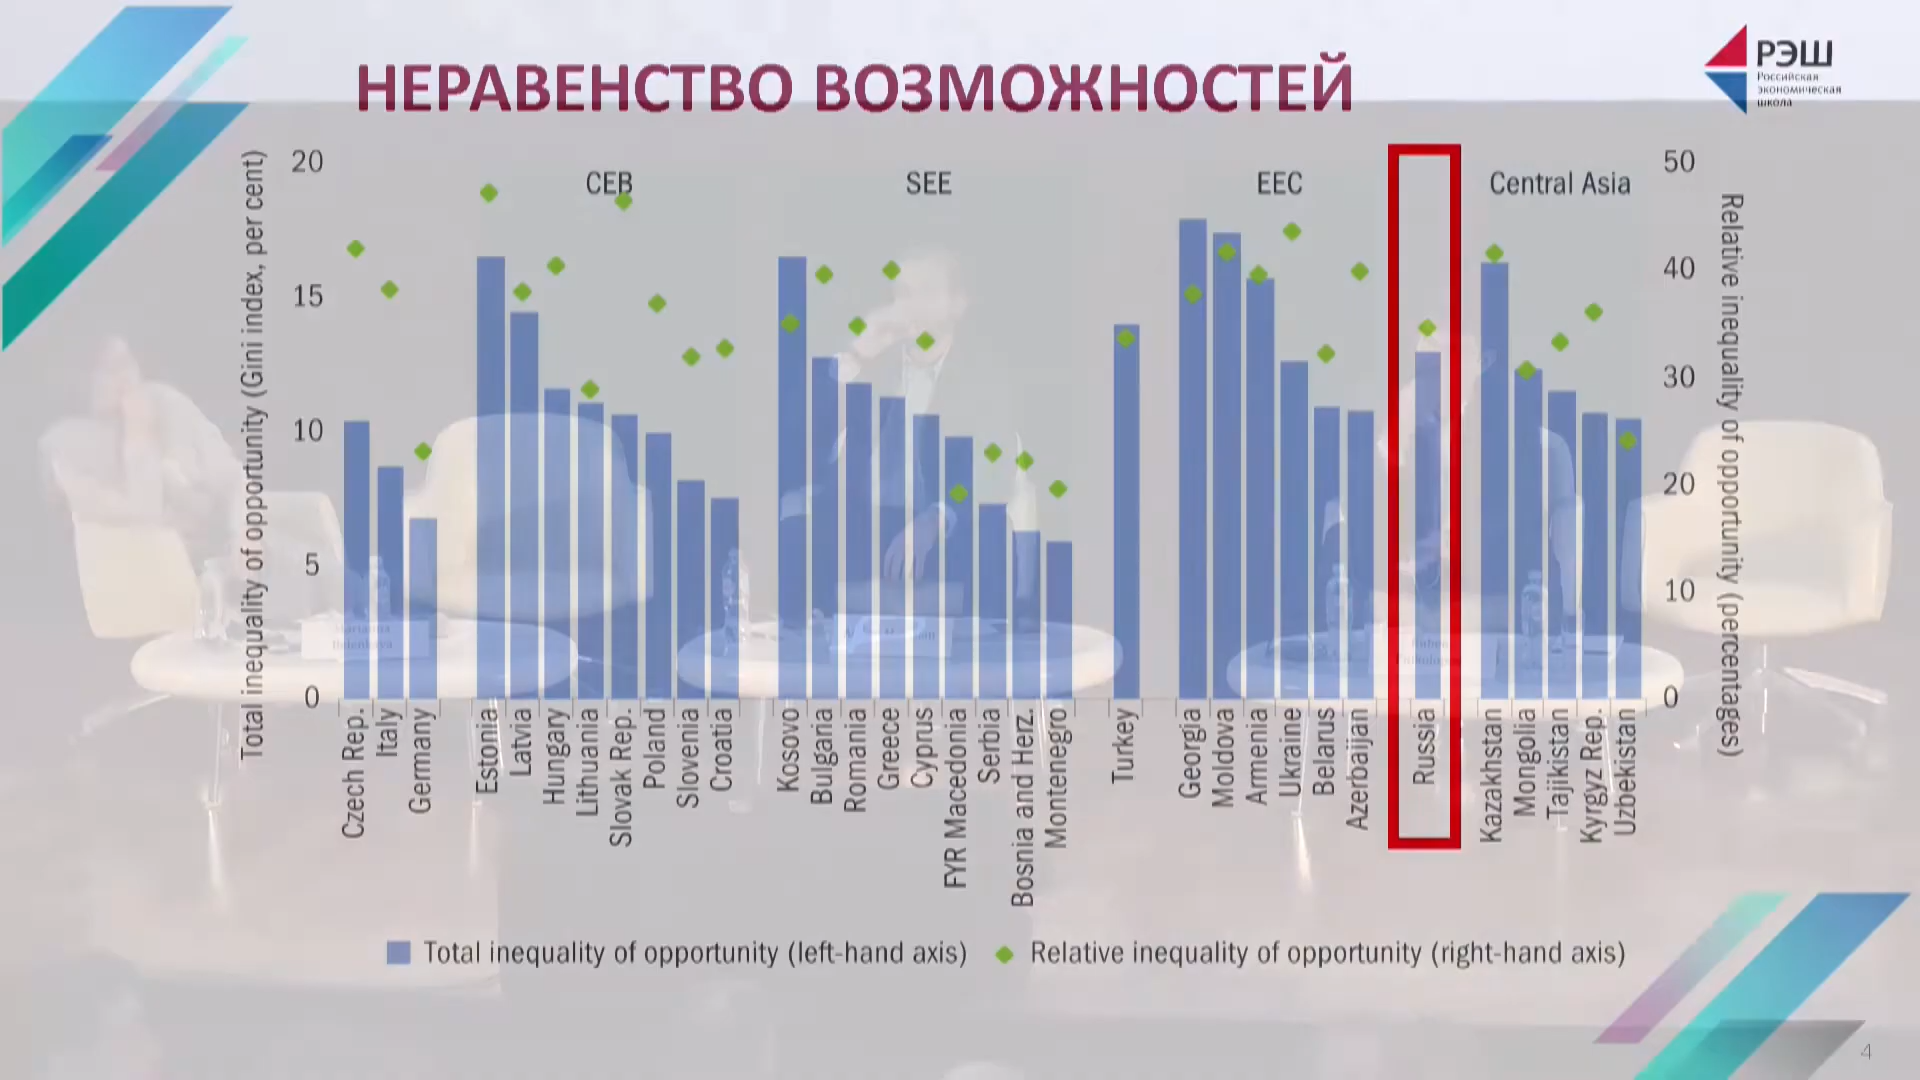 НЕРАВЕНСТВО ВОЗМОЖНОСТЕЙ
РЭШ
Российская
экономическая
школа
Total inequality of opportunity (Gini index, per cent)
20
15
10
5
0
CEB
SEE
EEC
Central Asia
50
40
30
20
10
0
Relative inequality of opportunity (percentages)
Czech Rep.
Italy
Germany
Estonia
Latvia
Hungary
Lithuania
Slovak Rep.
Poland
Slovenia
Croatia
Kosovo
Bulgaria
Romania
Greece
Cyprus
FYR Macedonia
Serbia
Bosnia and Herz.
Montenegro
Turkey
Georgia
Moldova
Armenia
Ukraine
Belarus
Azerbaijan
Russia
Kazakhstan
Mongolia
Tajikistan
Kyrgyz Rep.
Uzbekistan
Total inequality of opportunity (left-hand axis)
Relative inequality of opportunity (right-hand axis)
4